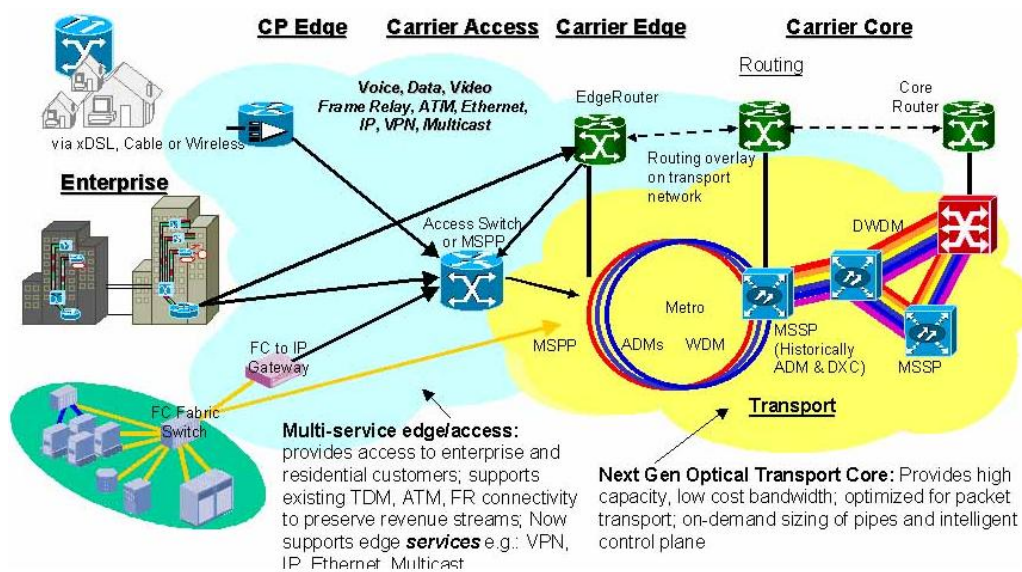 CP Edge
Carrier Access
Carrier Edge
Carrier Core
Voice, Data, Video
Frame Relay, ATM, Ethernet,
IP, VPN, Multicast
Routing
EdgeRouter
Core
Router
via xDSL, Cable or Wireless
Routing overlay
on transport
network
Enterprise
Access Switch
or MSPP
DWDM
Metro
MSPP
ADMs
WDM
MSSP
(Historically
ADM & DXC)
MSSP
FC to IP
Gateway
Transport
FC Fabric
Switch
Multi-service edge/access:
provides access to enterprise and
residential customers; supports
existing TDM, ATM, FR connectivity
to preserve revenue streams; Now
supports edge services e.g.: VPN,
IP, Ethernet, Multicast
Next Gen Optical Transport Core: Provides high
capacity, low cost bandwidth; optimized for packet
transport; on-demand sizing of pipes and intelligent
control plane